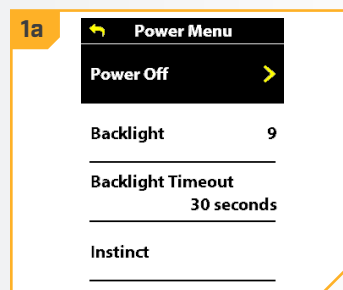 1a
Power Menu
Power Off
Backlight 9
Backlight Timeout
30 seconds
Instinct